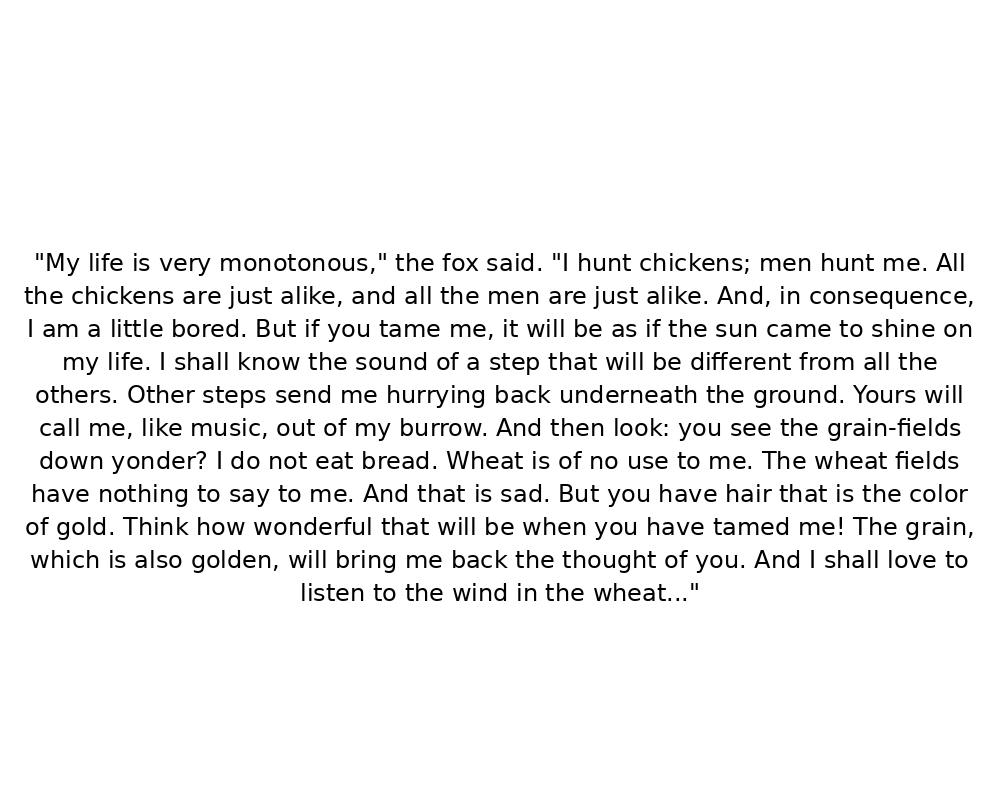 "My life is very monotonous," the fox said. "I hunt chickens; men hunt me. All
the chickens are just alike, and all the men are just alike. And, in consequence,
I am a little bored. But if you tame me, it will be as if the sun came to shine on
my life. I shall know the sound of a step that will be different from all the
others. Other steps send me hurrying back underneath the ground. Yours will
call me, like music, out of my burrow. And then look: you see the grain-fields
down yonder? I do not eat bread. Wheat is of no use to me. The wheat fields
have nothing to say to me. And that is sad. But you have hair that is the color
of gold. Think how wonderful that will be when you have tamed me! The grain,
which is also golden, will bring me back the thought of you. And I shall love to
listen to the wind in the wheat..."